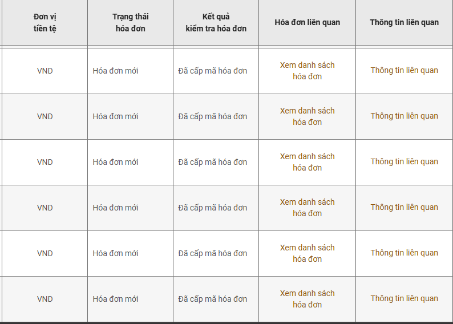 Đơn vị
tiền tệ
Trạng thái
hóa đơn
Kết quả
kiểm tra hóa đơn
Hóa đơn liên quan
Thông tin liên quan
VND
Hóa đơn mới
Đã cấp mã hóa đơn
Xem danh sách
hóa đơn
Thông tin liên quan
VND
Hóa đơn mới
Đã cấp mã hóa đơn
Xem danh sách
hóa đơn
Thông tin liên quan
VND
Hóa đơn mới
Đã cấp mã hóa đơn
Xem danh sách
hóa đơn
Thông tin liên quan
VND
Hóa đơn mới
Đã cấp mã hóa đơn
Xem danh sách
hóa đơn
Thông tin liên quan
VND
Hóa đơn mới
Đã cấp mã hóa đơn
Xem danh sách
hóa đơn
Thông tin liên quan
VND
Hóa đơn mới
Đã cấp mã hóa đơn
Xem danh sách
hóa đơn
Thông tin liên quan